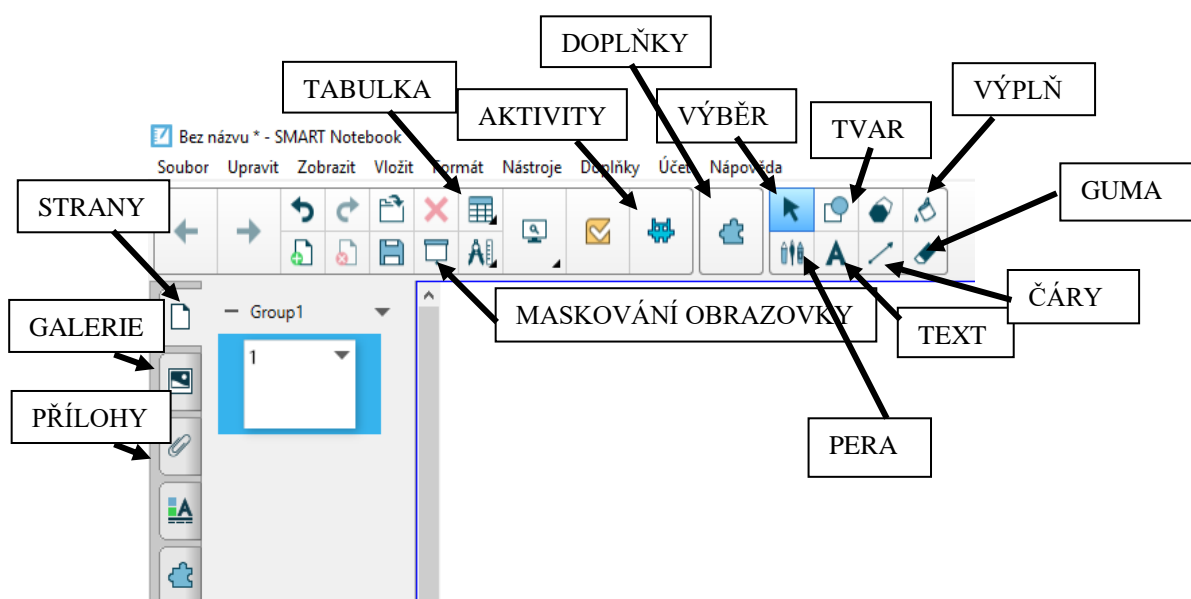 DOPLŇKY
TABULKA
AKTIVITY
VÝBĚR
TVAR
VÝPLŇ
Bez názvu * - SMART Notebook
Soubor Upravit Zobrazit Vložit Formát Nástroje Doplňky Účet Nápověda
STRANY
GUMA
GALERIE
Group1
MASKOVÁNÍ OBRAZOVKY
ČÁRY
TEXT
1
PŘÍLOHY
PERA